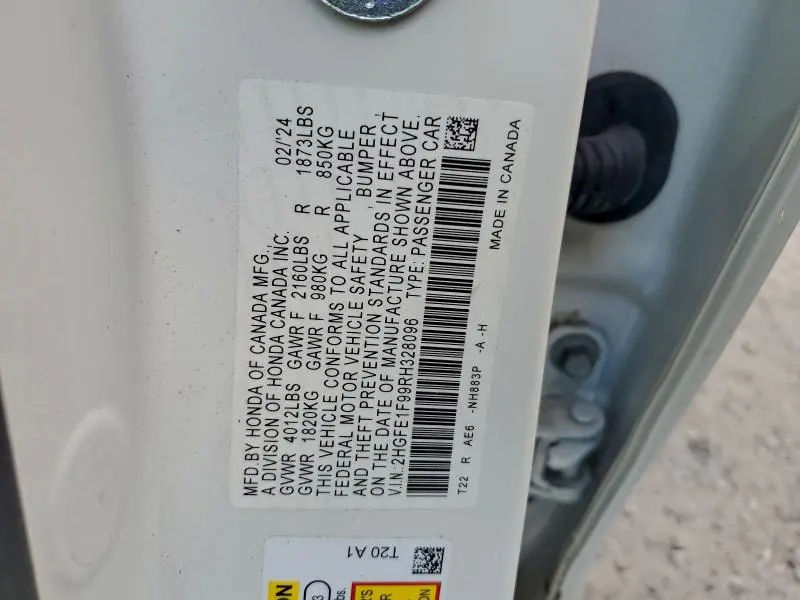 MFD.BY HONDA OF CANADA MFG., 02/'24
A DIVISION OF HONDA CANADA INC.
GVWR 4012LBS GAWR F 2160LBS R 1873LBS
GVWR 1820KG GAWR F 980KG R 850KG
THIS VEHICLE CONFORMS TO ALL APPLICABLE
FEDERAL MOTOR VEHICLE SAFETY, BUMPER,
AND THEFT PREVENTION STANDARDS IN EFFECT
ON THE DATE OF MANUFACTURE SHOWN ABOVE.
V.I.N.:2HGFE1F99RH328096 TYPE: PASSENGER CAR
T22 R AE6 -NH883P -A -H
MADE IN CANADA
T20 A1